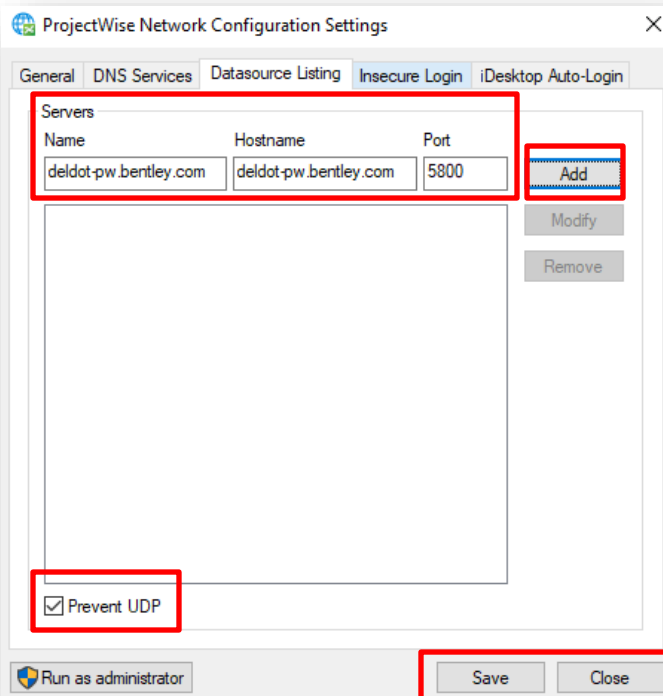 ProjectWise Network Configuration Settings
General DNS Services Datasource Listing Insecure Login iDesktop Auto-Login
Servers
Name Hostname Port
deldot-pw.bentley.com deldot-pw.bentley.com 5800 Add
Modify
Remove
Prevent UDP
Run as administrator Save Close